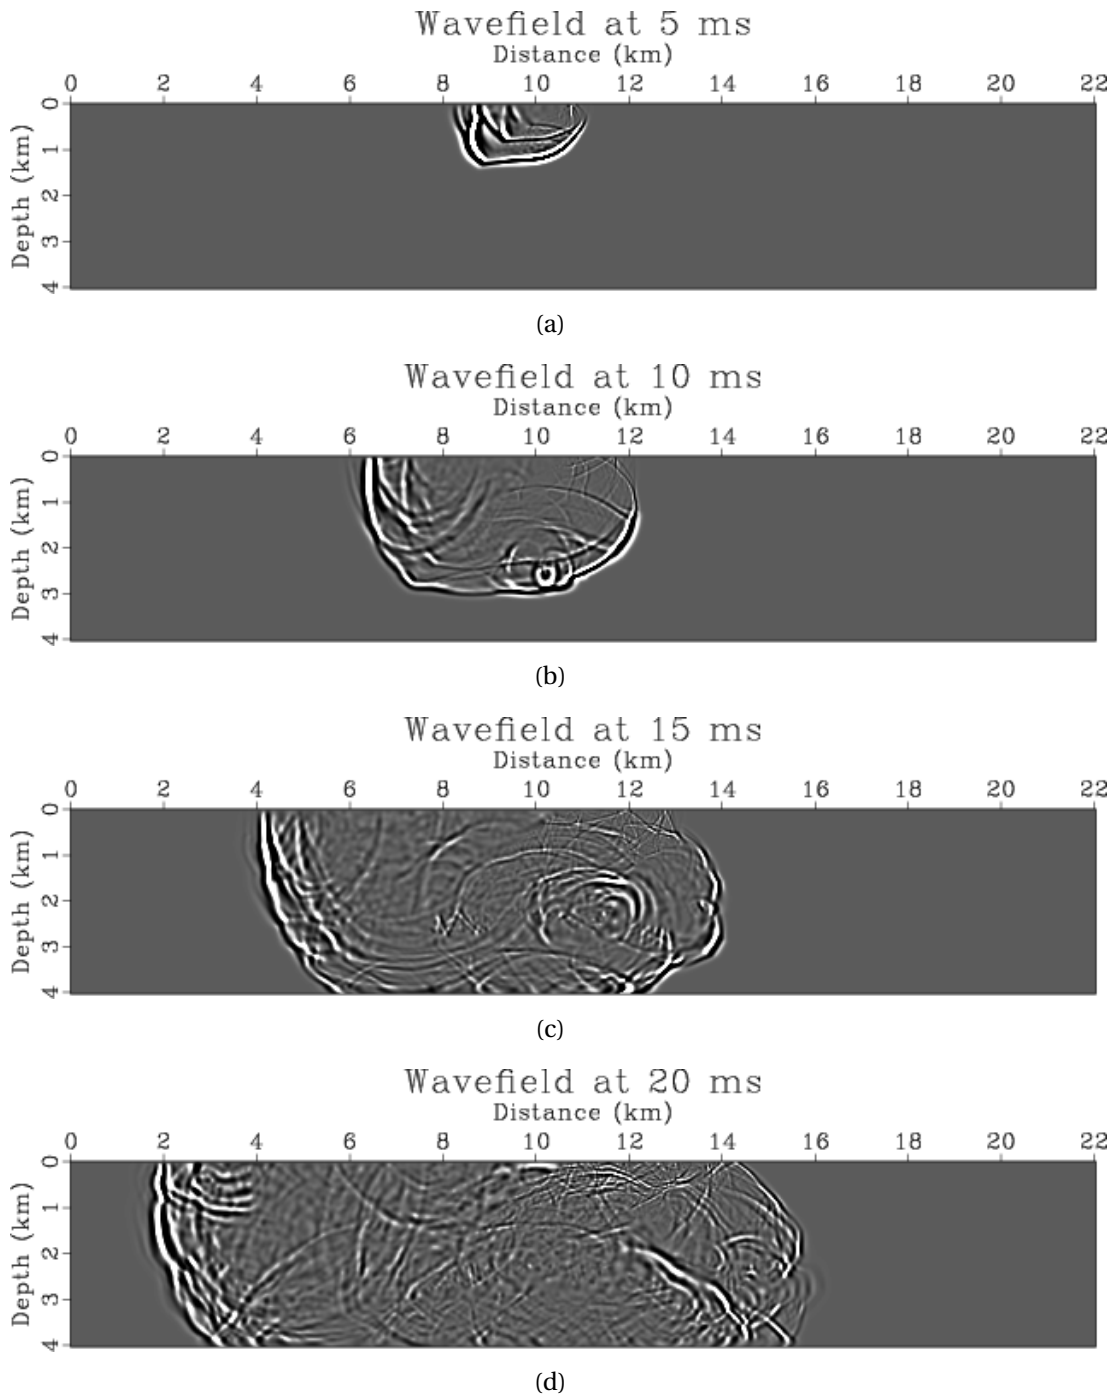 Wavefield at 5 ms
Distance (km)
0 2 4 6 8 10 12 14 16 18 20 22
Depth (km)
0
1
2
3
4
(a)
Wavefield at 10 ms
Distance (km)
0 2 4 6 8 10 12 14 16 18 20 22
Depth (km)
0
1
2
3
4
(b)
Wavefield at 15 ms
Distance (km)
0 2 4 6 8 10 12 14 16 18 20 22
Depth (km)
0
1
2
3
4
(c)
Wavefield at 20 ms
Distance (km)
0 2 4 6 8 10 12 14 16 18 20 22
Depth (km)
0
1
2
3
4
(d)